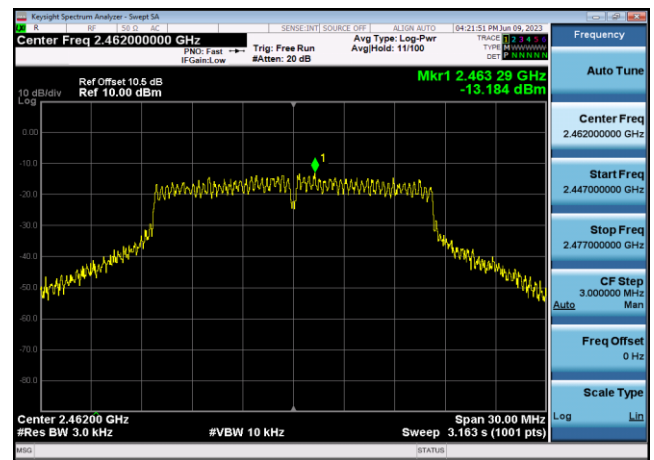 Keysight Spectrum Analyzer - Swept SA
R RF 50 Ω AC SENSE:INT SOURCE OFF ALIGN AUTO 04:21:51 PM Jun 09, 2023
Center Freq 2.462000000 GHz
PNO: Fast
IFGain:Low
Trig: Free Run
#Atten: 20 dB
Avg Type: Log-Pwr
Avg|Hold: 11/100
TRACE 1 2 3 4 5 6
TYPE M WWWWW
DET P NNNNN
Ref Offset 10.5 dB
Ref 10.00 dBm
10 dB/div
Log
Mkr1 2.463 29 GHz
-13.184 dBm
1
0.00
-10.0
-20.0
-30.0
-40.0
-50.0
-60.0
-70.0
-80.0
Center 2.46200 GHz
#Res BW 3.0 kHz
#VBW 10 kHz
Span 30.00 MHz
Sweep 3.163 s (1001 pts)
MSG
STATUS
Frequency
Auto Tune
Center Freq
2.462000000 GHz
Start Freq
2.447000000 GHz
Stop Freq
2.477000000 GHz
CF Step
3.000000 MHz
Auto Man
Freq Offset
0 Hz
Scale Type
Log Lin